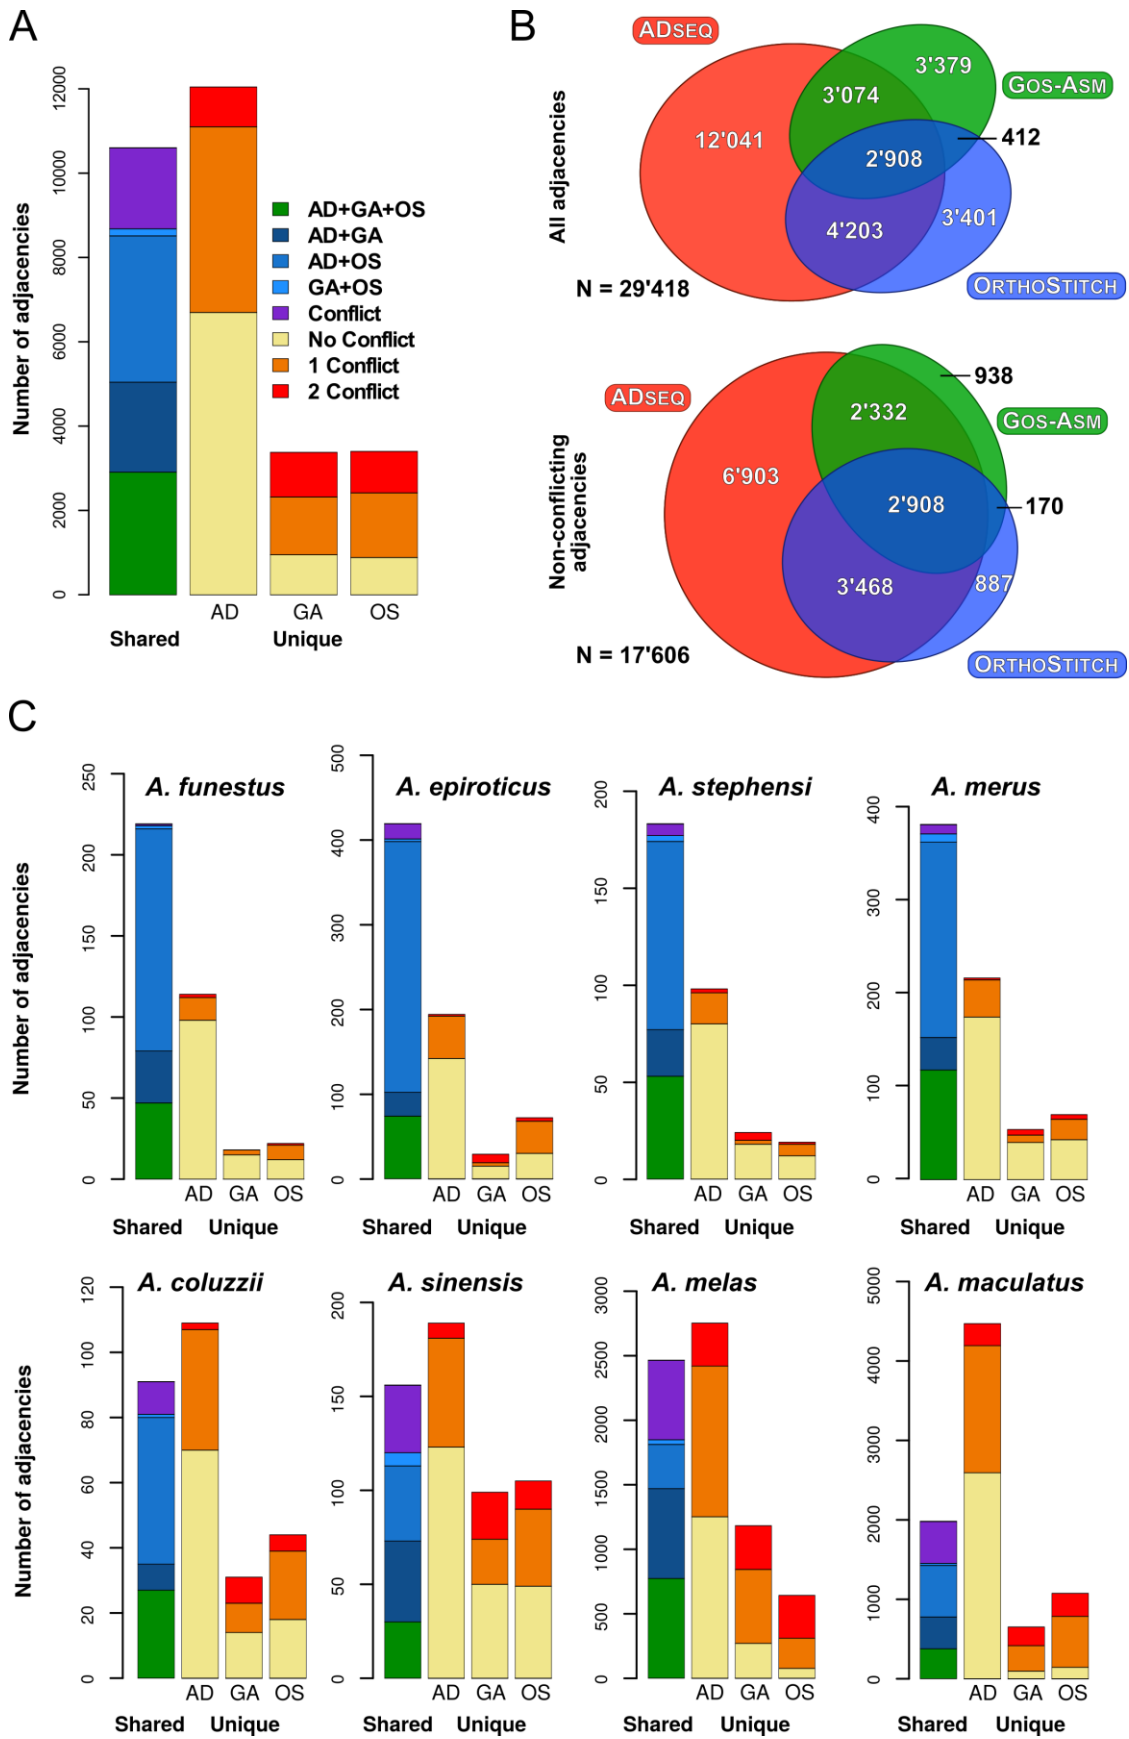 A
Number of adjacencies
0
2000
4000
6000
8000
10000
12000
AD+GA+OS
AD+GA
AD+OS
GA+OS
Conflict
No Conflict
1 Conflict
2 Conflict
AD
GA
OS
Shared
Unique
B
All adjacencies
ADSEQ
GOS-ASM
ORTHOSTITCH
3'379
3'074
12'041
412
2'908
3'401
4'203
N = 29'418
Non-conflicting
adjacencies
ADSEQ
GOS-ASM
ORTHOSTITCH
938
2'332
6'903
2'908
170
3'468
887
N = 17'606
C
Number of adjacencies
A. funestus
0
50
100
150
200
250
AD GA OS
Shared Unique
A. epiroticus
0
100
200
300
400
500
AD GA OS
Shared Unique
A. stephensi
0
50
100
150
200
AD GA OS
Shared Unique
A. merus
0
100
200
300
400
AD GA OS
Shared Unique
Number of adjacencies
A. coluzzii
0
20
40
60
80
100
120
AD GA OS
Shared Unique
A. sinensis
0
50
100
150
200
AD GA OS
Shared Unique
A. melas
0
500
1000
1500
2000
2500
3000
AD GA OS
Shared Unique
A. maculatus
0
1000
2000
3000
4000
5000
AD GA OS
Shared Unique